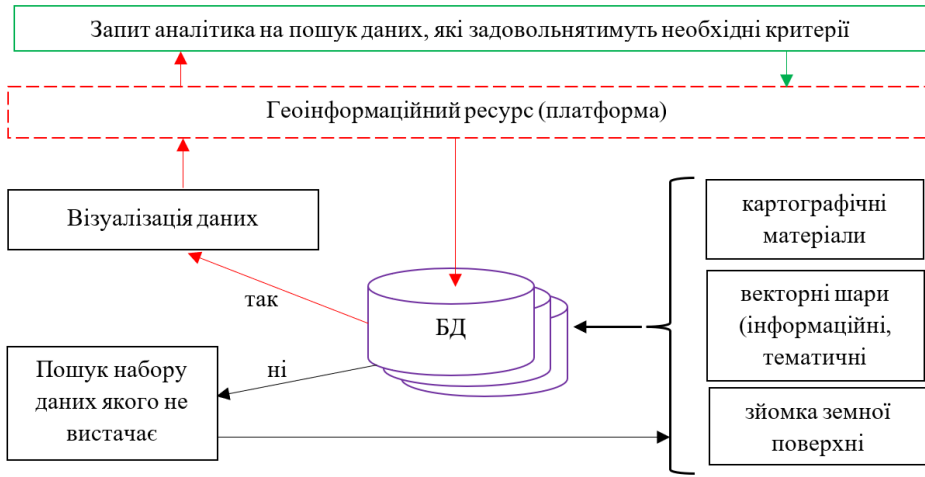 Запит аналітика на пошук даних, які задовольнятимуть необхідні критерії
Геоінформаційний ресурс (платформа)
Візуалізація даних
картографічні
матеріали
так
БД
векторні шари
(інформаційні,
тематичні
ні
Пошук набору
даних якого не
вистачає
зйомка земної
поверхні